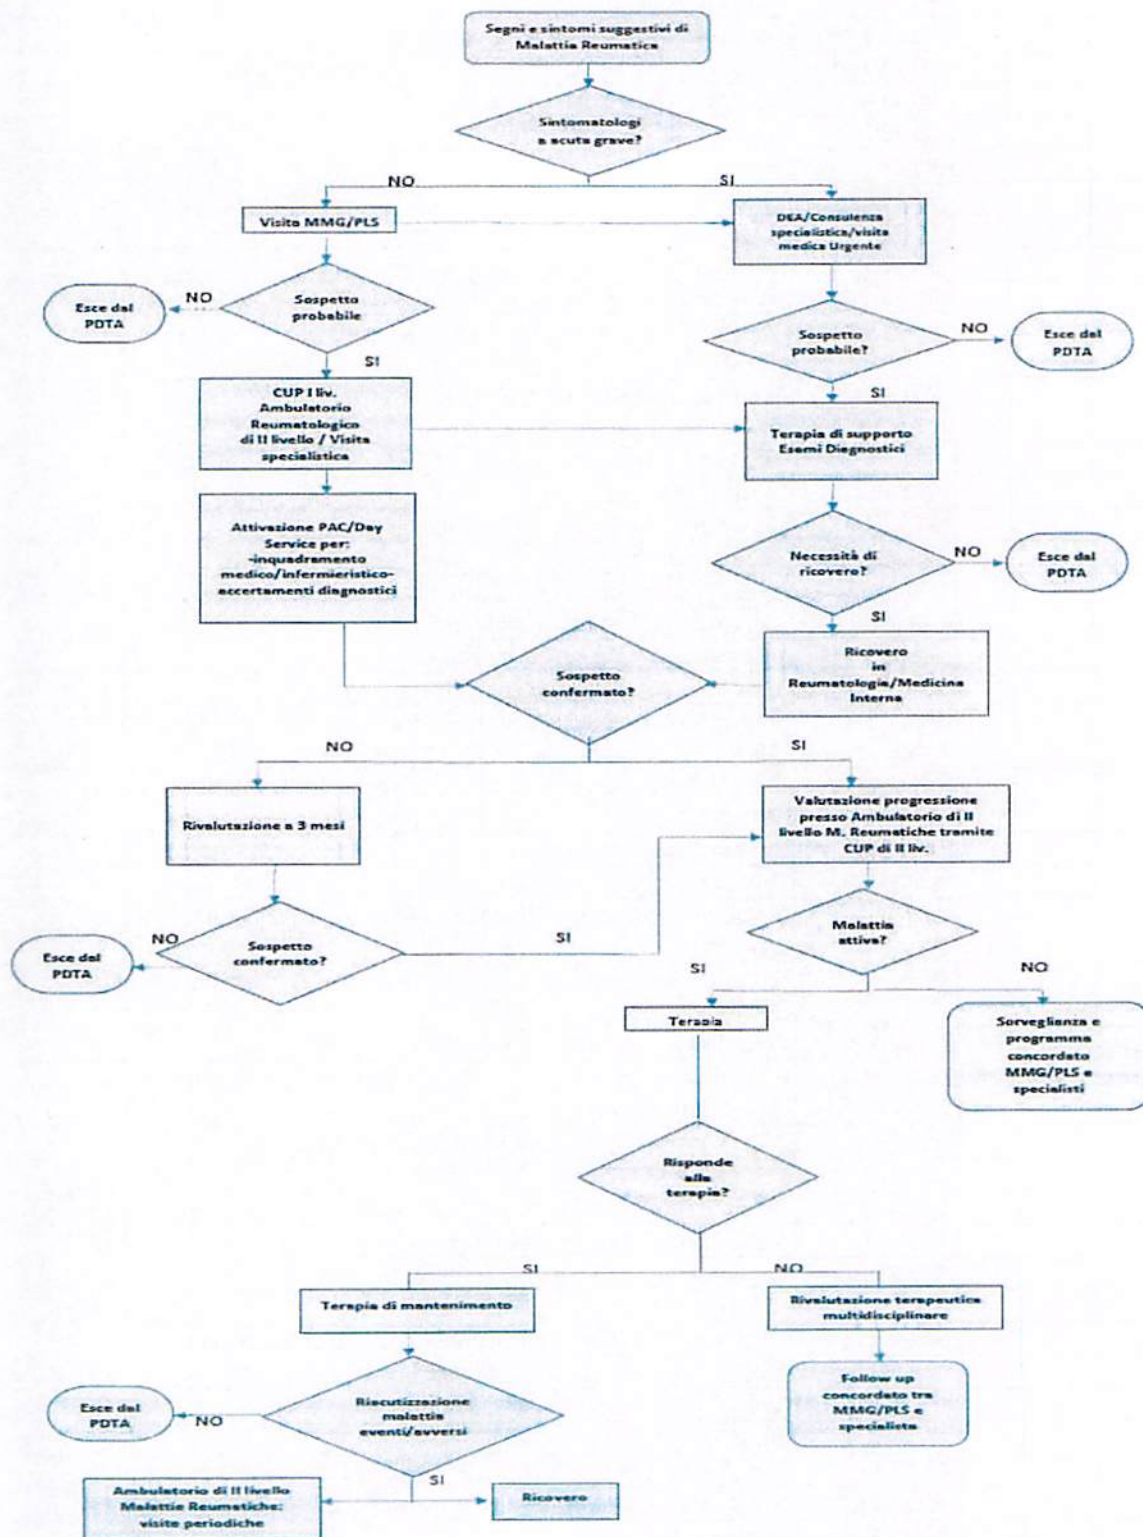 Segni e sintomi suggestivi di
Malattia Reumatica
Sintomatologi
a acuta grave?
NO
SI
Visita MMG/PLS
DEA/Consulenza
specialistica/visita
medica Urgente
Esce dal
PDTA
NO
Sospetto
probabile
SI
Sospetto
probabile?
NO
Esce dal
PDTA
SI
CUP I liv.
Ambulatorio
Reumatologico
di II livello / Visita
specialistica
Terapia di supporto
Esami Diagnostici
Attivazione PAC/Day
Service per:
-inquadramento
medico/infermieristico-
accertamenti diagnostici
Necessità di
ricovero?
NO
Esce dal
PDTA
SI
Ricovero
in
Reumatologia/Medicina
Interna
Sospetto
confermato?
NO
SI
Rivalutazione a 3 mesi
Valutazione progressione
presso Ambulatorio di II
livello M. Reumatiche tramite
CUP di II liv.
Esce dal
PDTA
NO
Sospetto
confermato?
SI
Malattia
attiva?
SI
NO
Terapia
Sorveglianza e
programma
concordato
MMG/PLS e
specialisti
Risponde
alla
terapia?
SI
NO
Terapia di mantenimento
Rivalutazione terapeutica
multidisciplinare
Follow up
concordato tra
MMG/PLS e
specialista
Esce dal
PDTA
NO
Riacutizzazione
malattia
eventi/avversi
SI
Ambulatorio di II livello
Malattie Reumatiche:
visite periodiche
Ricovero